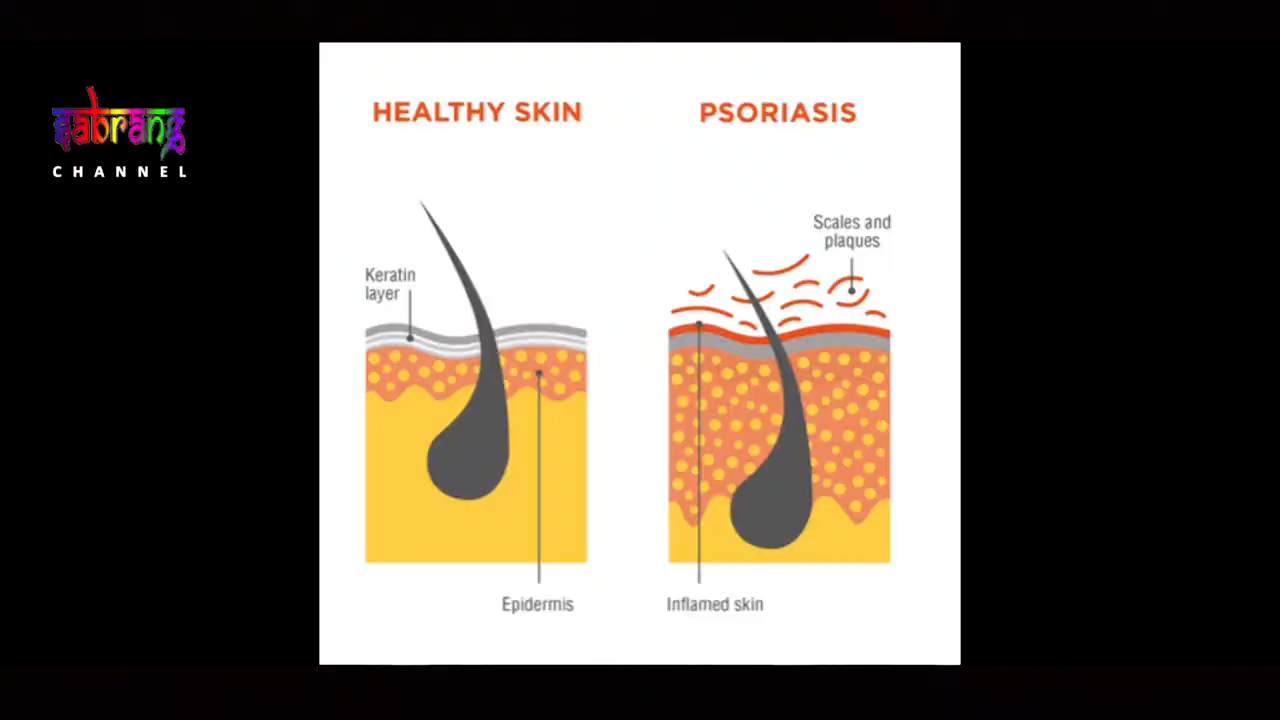 sabrang
CHANNEL
HEALTHY SKIN
PSORIASIS
Keratin
layer
Scales and
plaques
Epidermis
Inflamed skin